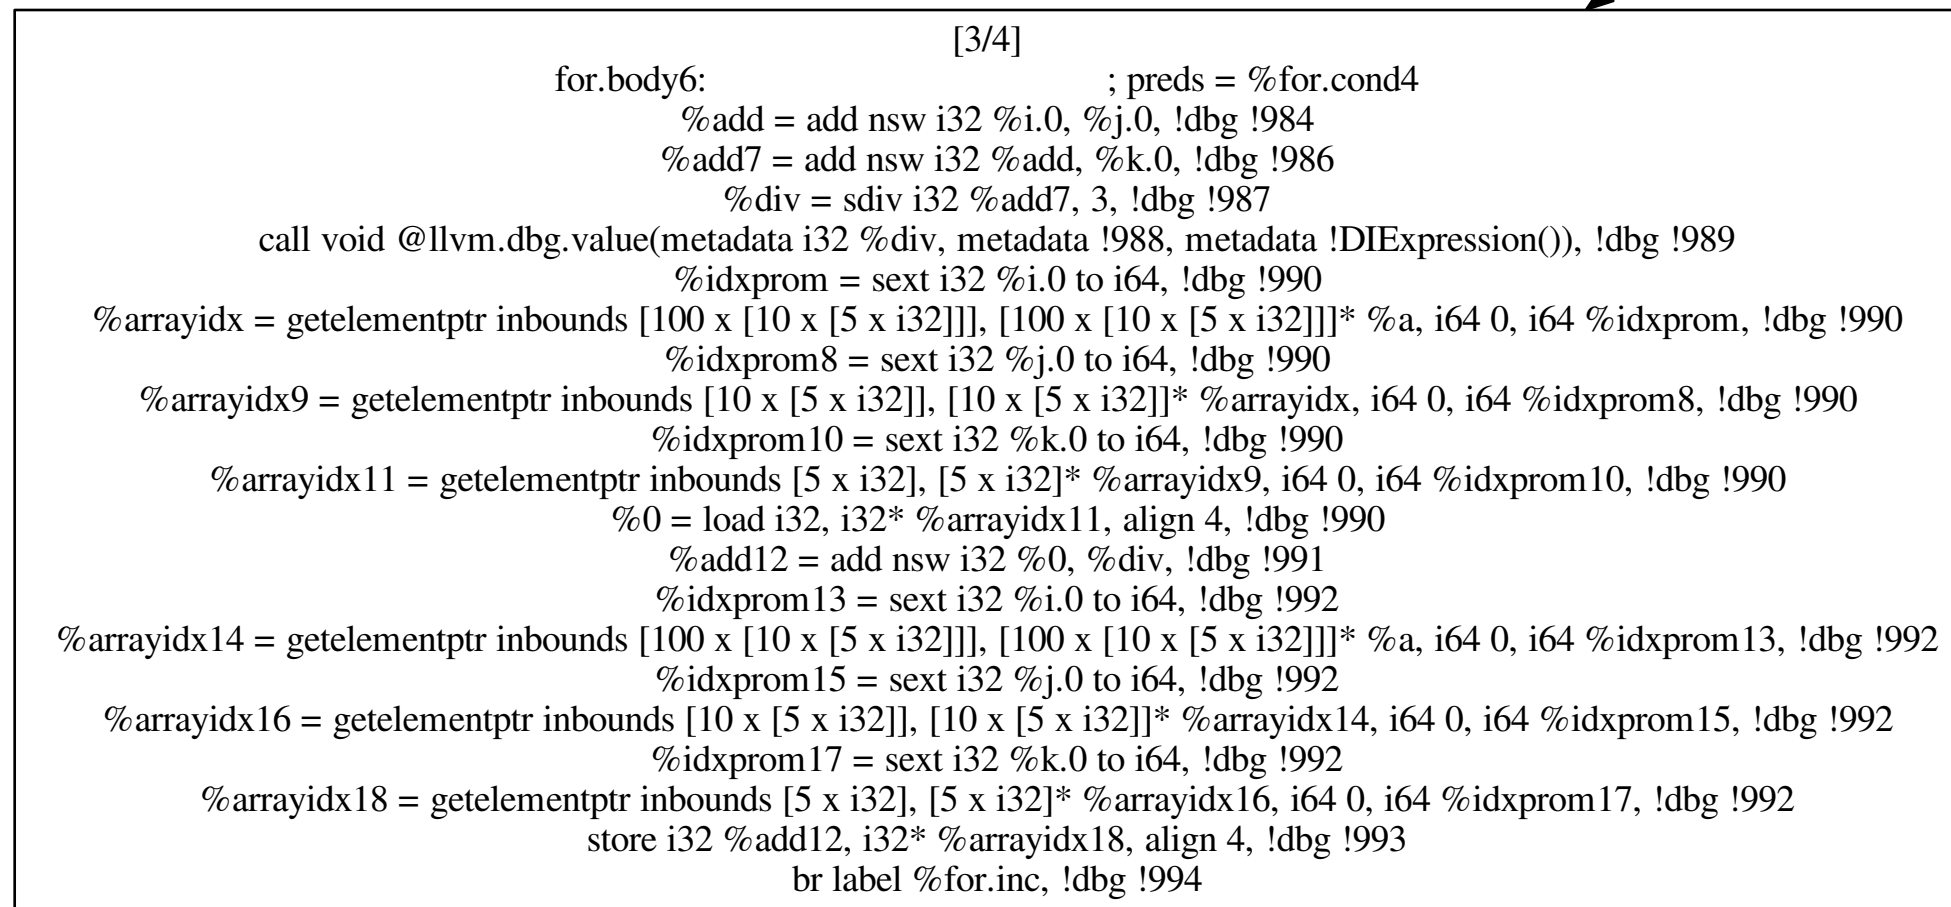 [3/4]
for.body6: ; preds = %for.cond4
%add = add nsw i32 %i.0, %j.0, !dbg !984
%add7 = add nsw i32 %add, %k.0, !dbg !986
%div = sdiv i32 %add7, 3, !dbg !987
call void @llvm.dbg.value(metadata i32 %div, metadata !988, metadata !DIExpression()), !dbg !989
%idxprom = sext i32 %i.0 to i64, !dbg !990
%arrayidx = getelementptr inbounds [100 x [10 x [5 x i32]]], [100 x [10 x [5 x i32]]]* %a, i64 0, i64 %idxprom, !dbg !990
%idxprom8 = sext i32 %j.0 to i64, !dbg !990
%arrayidx9 = getelementptr inbounds [10 x [5 x i32]], [10 x [5 x i32]]* %arrayidx, i64 0, i64 %idxprom8, !dbg !990
%idxprom10 = sext i32 %k.0 to i64, !dbg !990
%arrayidx11 = getelementptr inbounds [5 x i32], [5 x i32]* %arrayidx9, i64 0, i64 %idxprom10, !dbg !990
%0 = load i32, i32* %arrayidx11, align 4, !dbg !990
%add12 = add nsw i32 %0, %div, !dbg !991
%idxprom13 = sext i32 %i.0 to i64, !dbg !992
%arrayidx14 = getelementptr inbounds [100 x [10 x [5 x i32]]], [100 x [10 x [5 x i32]]]* %a, i64 0, i64 %idxprom13, !dbg !992
%idxprom15 = sext i32 %j.0 to i64, !dbg !992
%arrayidx16 = getelementptr inbounds [10 x [5 x i32]], [10 x [5 x i32]]* %arrayidx14, i64 0, i64 %idxprom15, !dbg !992
%idxprom17 = sext i32 %k.0 to i64, !dbg !992
%arrayidx18 = getelementptr inbounds [5 x i32], [5 x i32]* %arrayidx16, i64 0, i64 %idxprom17, !dbg !992
store i32 %add12, i32* %arrayidx18, align 4, !dbg !993
br label %for.inc, !dbg !994